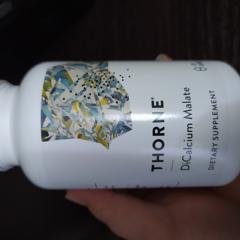 THORNE®
DiCalcium Malate
DIETARY SUPPLEMENT